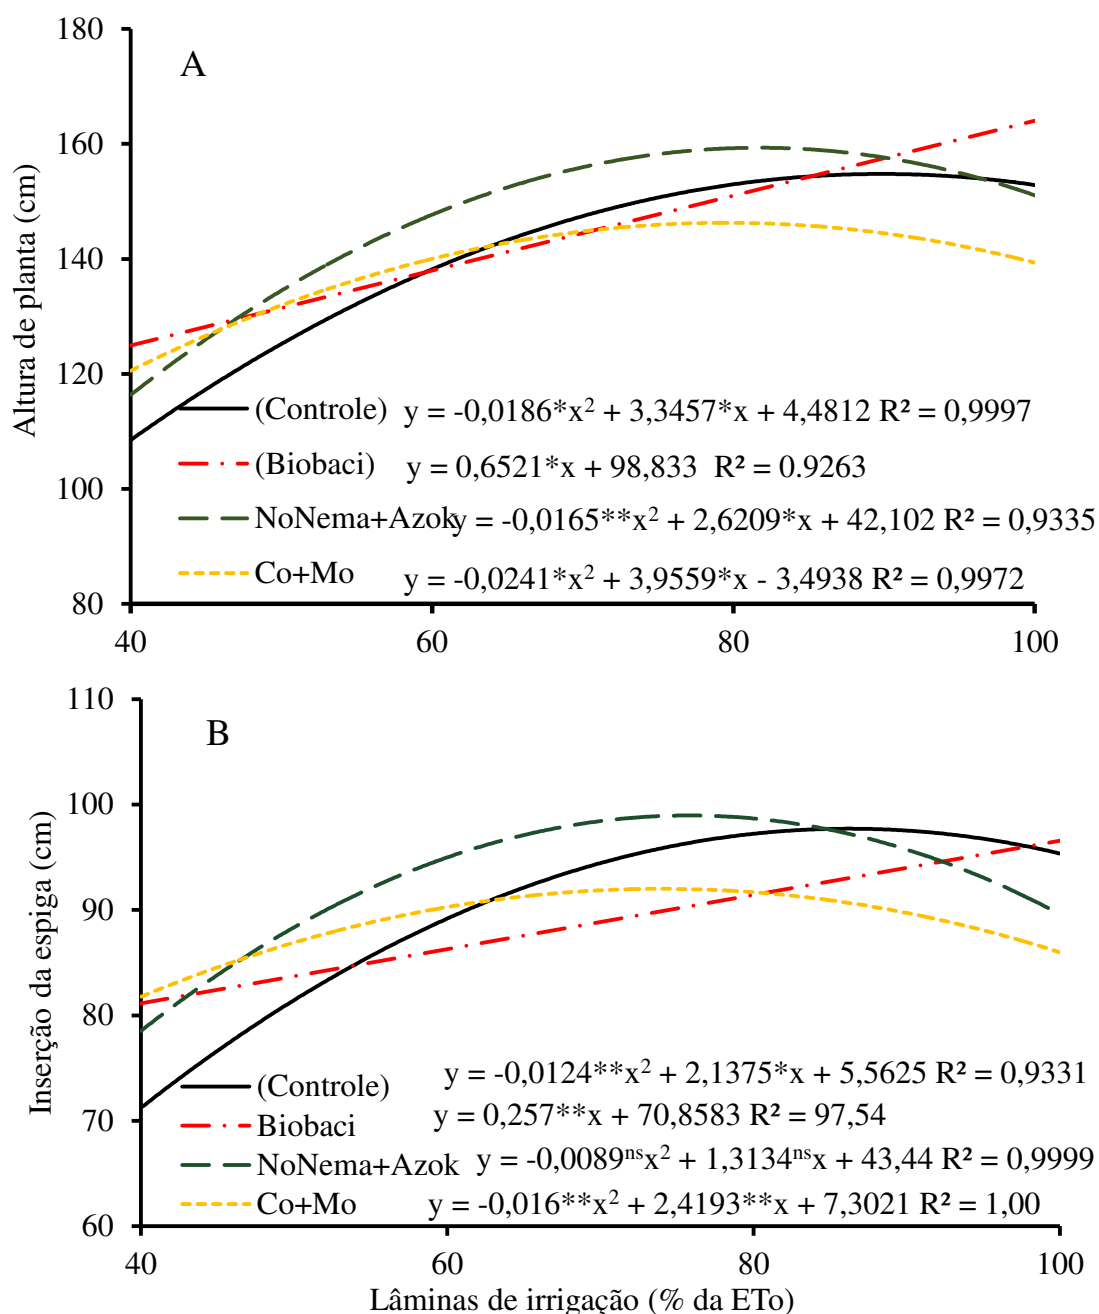 180
A
160
140
120
100
80
Altura de planta (cm)
(Controle) y = -0,0186*x² + 3,3457*x + 4,4812 R² = 0,9997
(Biobaci) y = 0,6521*x + 98,833 R² = 0.9263
NoNema+Azok y = -0,0165**x² + 2,6209*x + 42,102 R² = 0,9335
Co+Mo y = -0,0241*x² + 3,9559*x - 3,4938 R² = 0,9972
40 60 80 100
110
B
100
90
80
70
60
Inserção da espiga (cm)
(Controle) y = -0,0124**x² + 2,1375*x + 5,5625 R² = 0,9331
Biobaci y = 0,257**x + 70,8583 R² = 97,54
NoNema+Azok y = -0,0089ⁿˢx² + 1,3134ⁿˢx + 43,44 R² = 0,9999
Co+Mo y = -0,016**x² + 2,4193**x + 7,3021 R² = 1,00
40 60 80 100
Lâminas de irrigação (% da ETo)